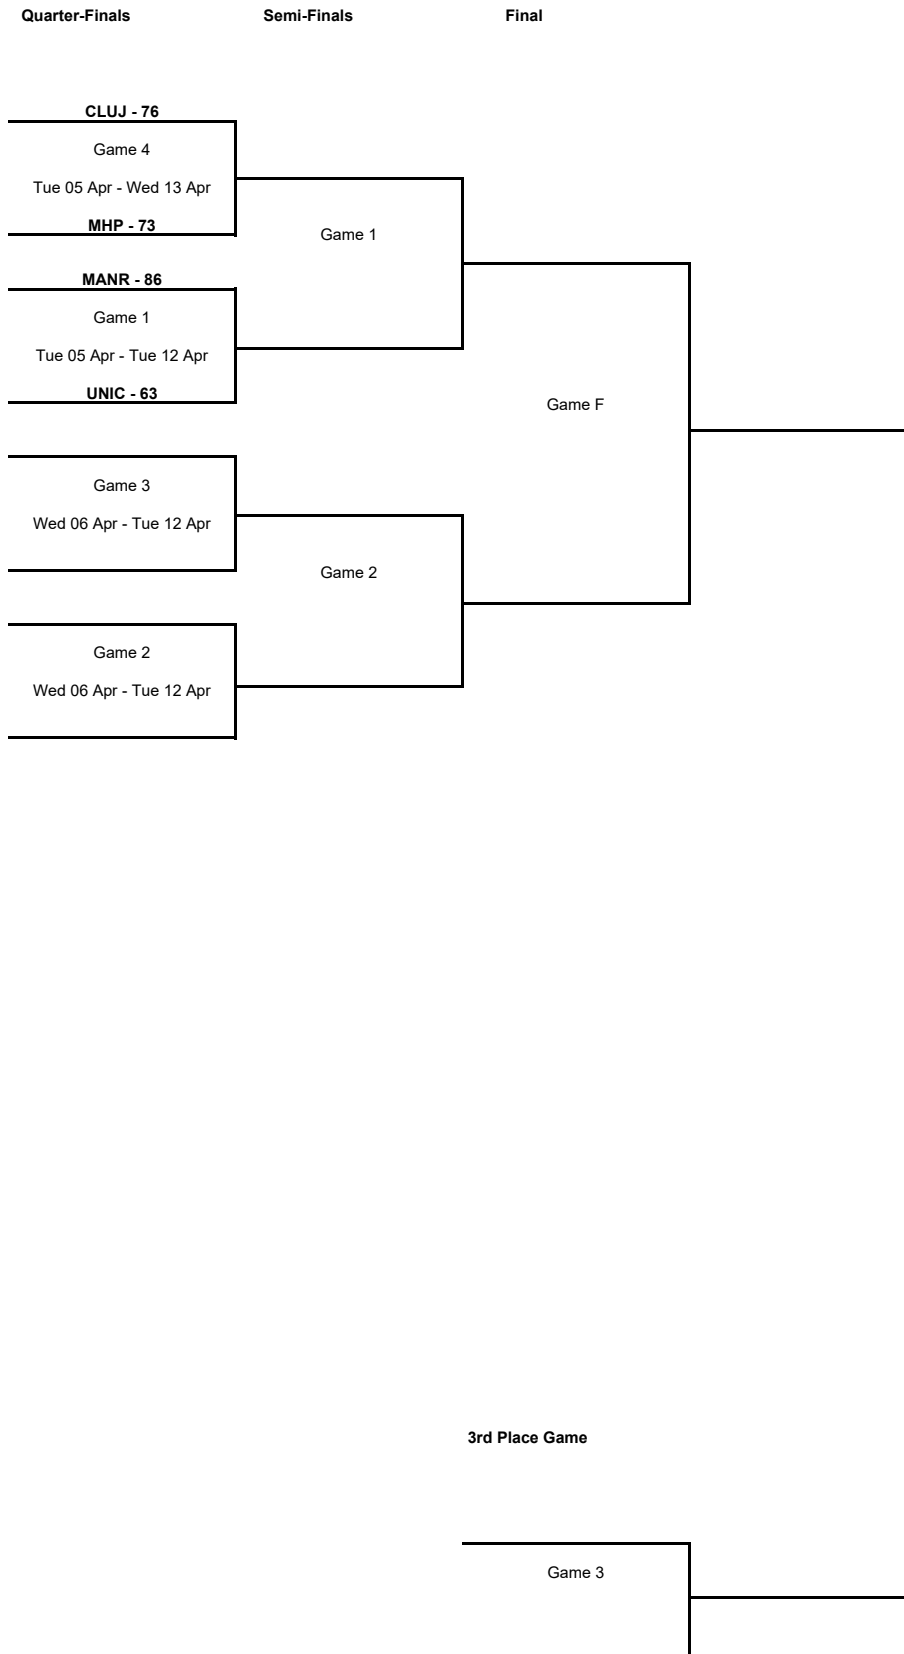 Quarter-Finals Semi-Finals Final
CLUJ - 76
Game 4
Tue 05 Apr - Wed 13 Apr
MHP - 73
Game 1
MANR - 86
Game 1
Tue 05 Apr - Tue 12 Apr
UNIC - 63
Game F
Game 3
Wed 06 Apr - Tue 12 Apr
Game 2
Game 2
Wed 06 Apr - Tue 12 Apr
3rd Place Game
Game 3